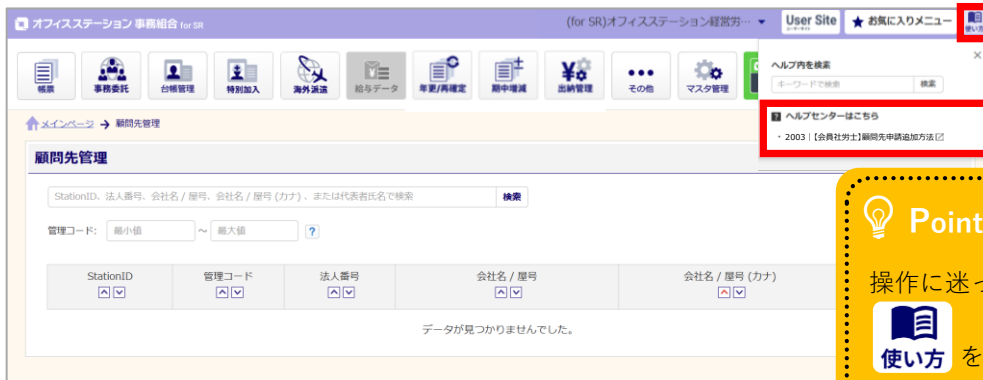 オフィスステーション 事務組合 for SR
(for SR)オフィスステーション経営労…
User Site
お気に入りメニュー
使い方
帳票
事務委託
台帳管理
特別加入
海外派遣
給与データ
年更/再確定
期中増減
出納管理
その他
マスタ管理
ヘルプ内を検索
キーワードで検索
検索
ヘルプセンターはこちら
・2003|【会員社労士】顧問先申請追加方法
メインページ → 顧問先管理
顧問先管理
StationID、法人番号、会社名 / 屋号、会社名 / 屋号 (カナ) 、または代表者氏名で検索
検索
管理コード: 最小値 ～ 最大値 ?
StationID 管理コード 法人番号 会社名 / 屋号 会社名 / 屋号 (カナ)
データが見つかりませんでした。
Point
操作に迷っ
使い方 を